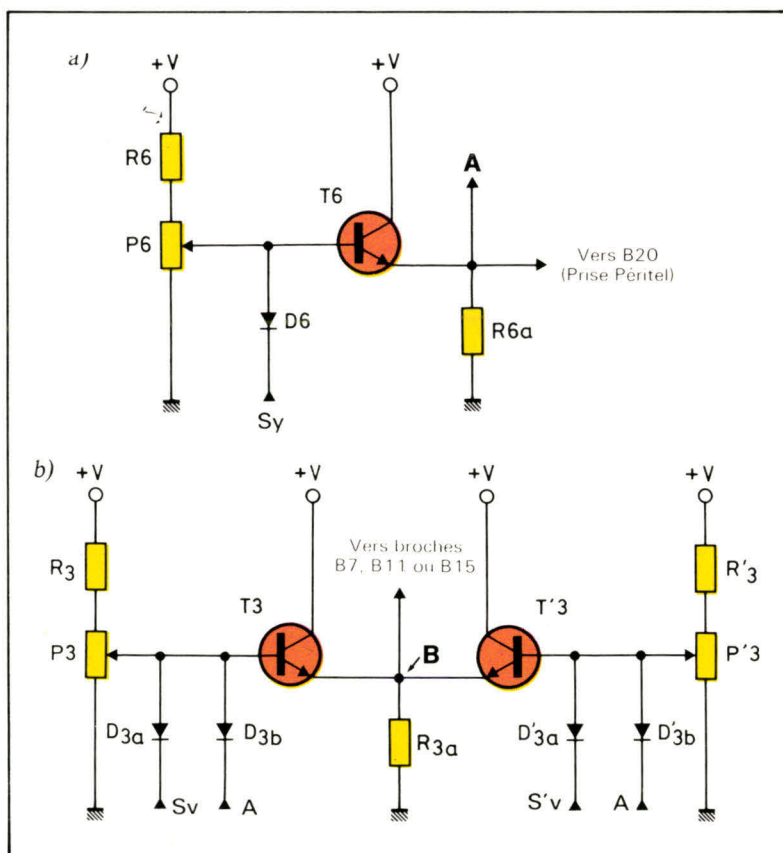 a)
+V
+V
R6
A
T6
P6
Vers B20
(Prise Péritel)
D6
R6a
Sy
b)
+V
+V
+V
+V
Vers broches
B7, B11 ou B15
R3
R'3
T3
T'3
P3
B
P'3
D3a
D3b
R3a
D'3a
D'3b
Sv
A
S'v
A